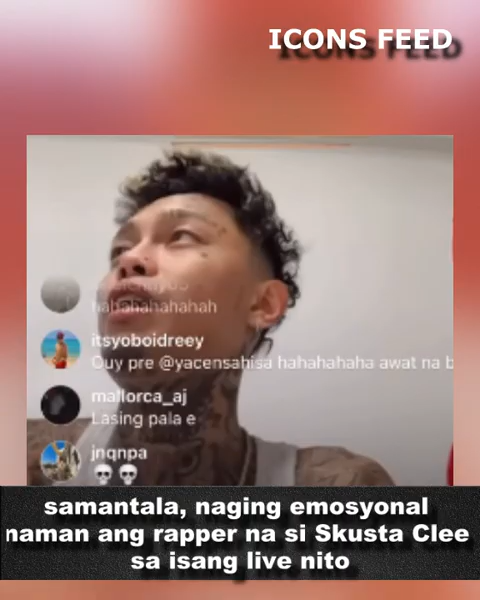 ICONS FEED
hahahahahahah
itsyoboidreey
Ouy pre @yacensahisa hahahahaha awat na b
mallorca_aj
Lasing pala e
jnqnpa
💀💀
samantala, naging emosyonal
naman ang rapper na si Skusta Clee
sa isang live nito